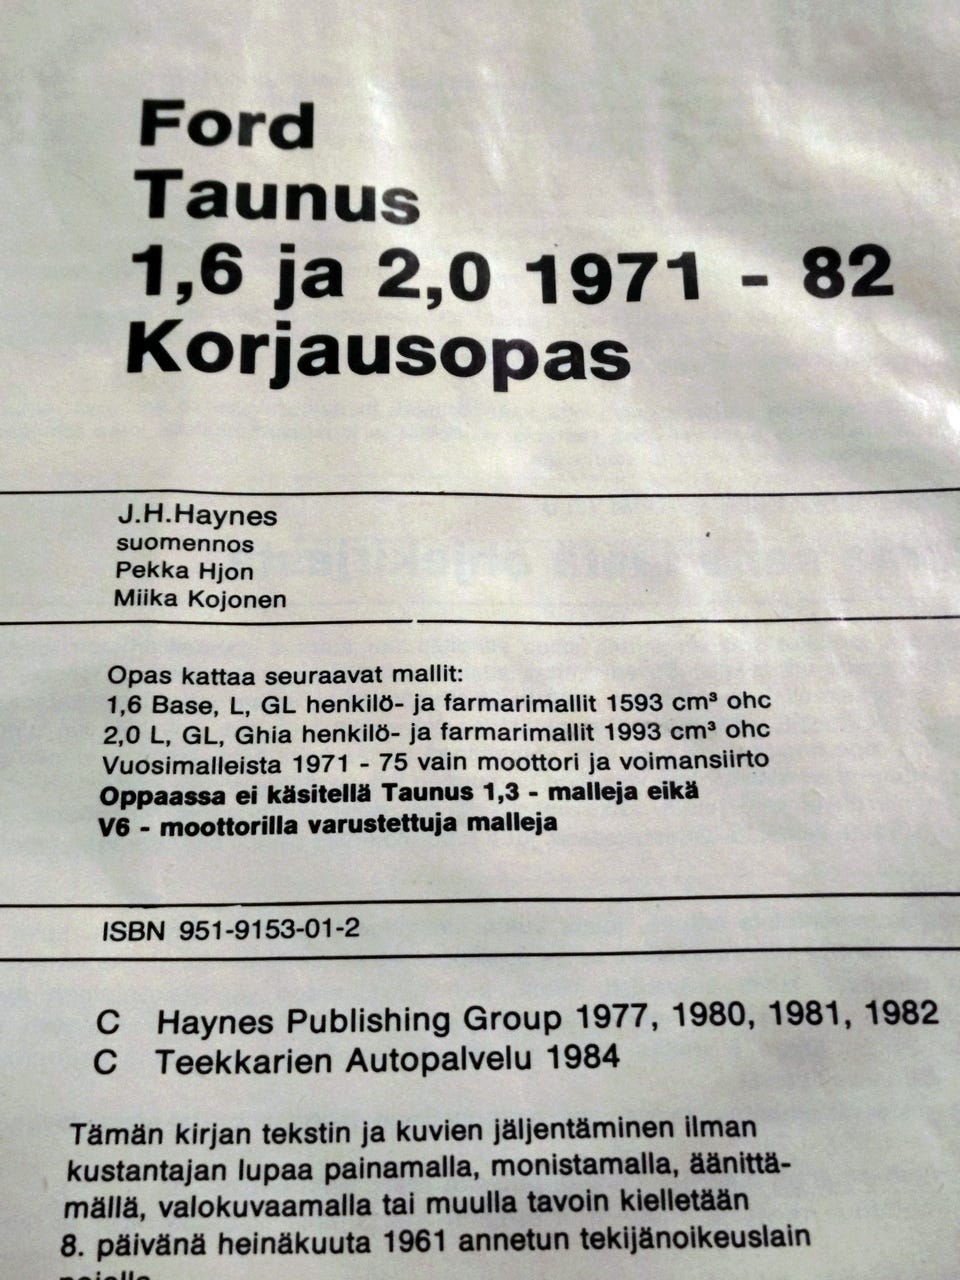 Ford
Taunus
1,6 ja 2,0 1971 - 82
Korjausopas
J.H.Haynes
suomennos
Pekka Hjon
Miika Kojonen
Opas kattaa seuraavat mallit:
1,6 Base, L, GL henkilö- ja farmarimallit 1593 cm³ ohc
2,0 L, GL, Ghia henkilö- ja farmarimallit 1993 cm³ ohc
Vuosimalleista 1971 - 75 vain moottori ja voimansiirto
Oppaassa ei käsitellä Taunus 1,3 - malleja eikä
V6 - moottorilla varustettuja malleja
ISBN 951-9153-01-2
C Haynes Publishing Group 1977, 1980, 1981, 1982
C Teekkarien Autopalvelu 1984
Tämän kirjan tekstin ja kuvien jäljentäminen ilman
kustantajan lupaa painamalla, monistamalla, äänittä-
mällä, valokuvaamalla tai muulla tavoin kielletään
8. päivänä heinäkuuta 1961 annetun tekijänoikeuslain